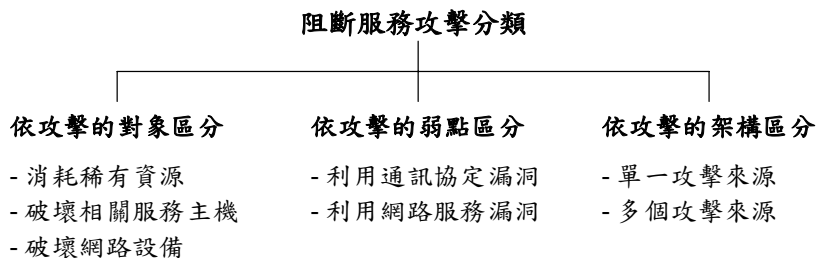 阻斷服務攻擊分類
依攻擊的對象區分
- 消耗稀有資源
- 破壞相關服務主機
- 破壞網路設備
依攻擊的弱點區分
- 利用通訊協定漏洞
- 利用網路服務漏洞
依攻擊的架構區分
- 單一攻擊來源
- 多個攻擊來源